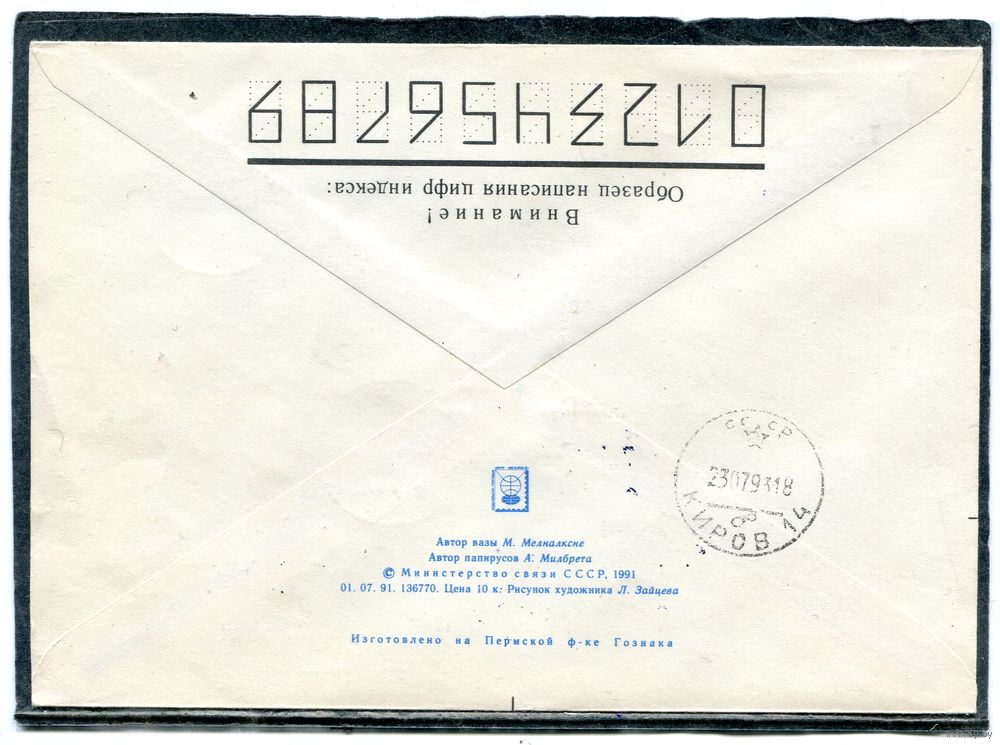 Внимание!
Образец написания цифр индекса:
0123456789
СССР
23079318
КИРОВ 14
Автор вазы М. Мелналксне
Автор папирусов А. Милбрета
© Министерство связи СССР, 1991
01. 07. 91. 136770. Цена 10 к. Рисунок художника Л. Зайцева
Изготовлено на Пермской ф-ке Гознака